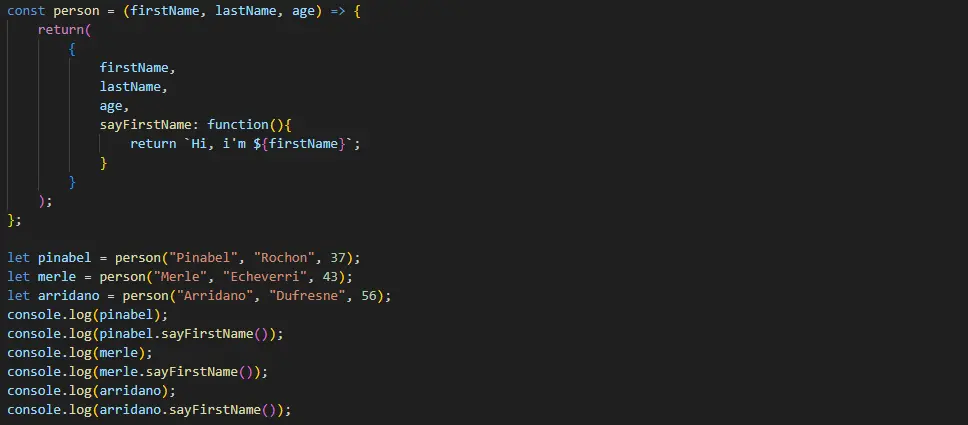 const person = (firstName, lastName, age) => {
    return(
        {
            firstName,
            lastName,
            age,
            sayFirstName: function(){
                return `Hi, i'm ${firstName}`;
            }
        }
    );
};

let pinabel = person("Pinabel", "Rochon", 37);
let merle = person("Merle", "Echeverri", 43);
let arridano = person("Arridano", "Dufresne", 56);
console.log(pinabel);
console.log(pinabel.sayFirstName());
console.log(merle);
console.log(merle.sayFirstName());
console.log(arridano);
console.log(arridano.sayFirstName());